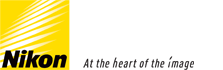 Nikon
At the heart of the image